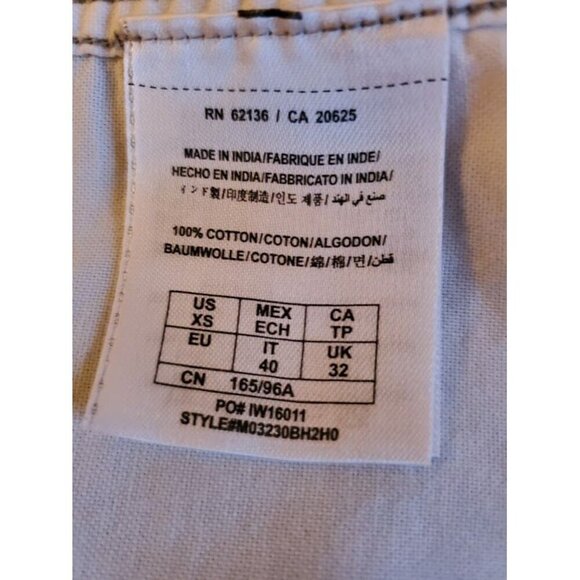 RN 62136 / CA 20625
MADE IN INDIA/FABRIQUE EN INDE/
HECHO EN INDIA/FABBRICATO IN INDIA/
インド製/印度制造/인도 제품/صنع في الهند
100% COTTON/COTON/ALGODON/
BAUMWOLLE/COTONE/綿/棉/면/قطن
US XS
MEX ECH
CA TP
EU
IT 40
UK 32
CN 165/96A
PO# IW16011
STYLE#M03230BH2H0